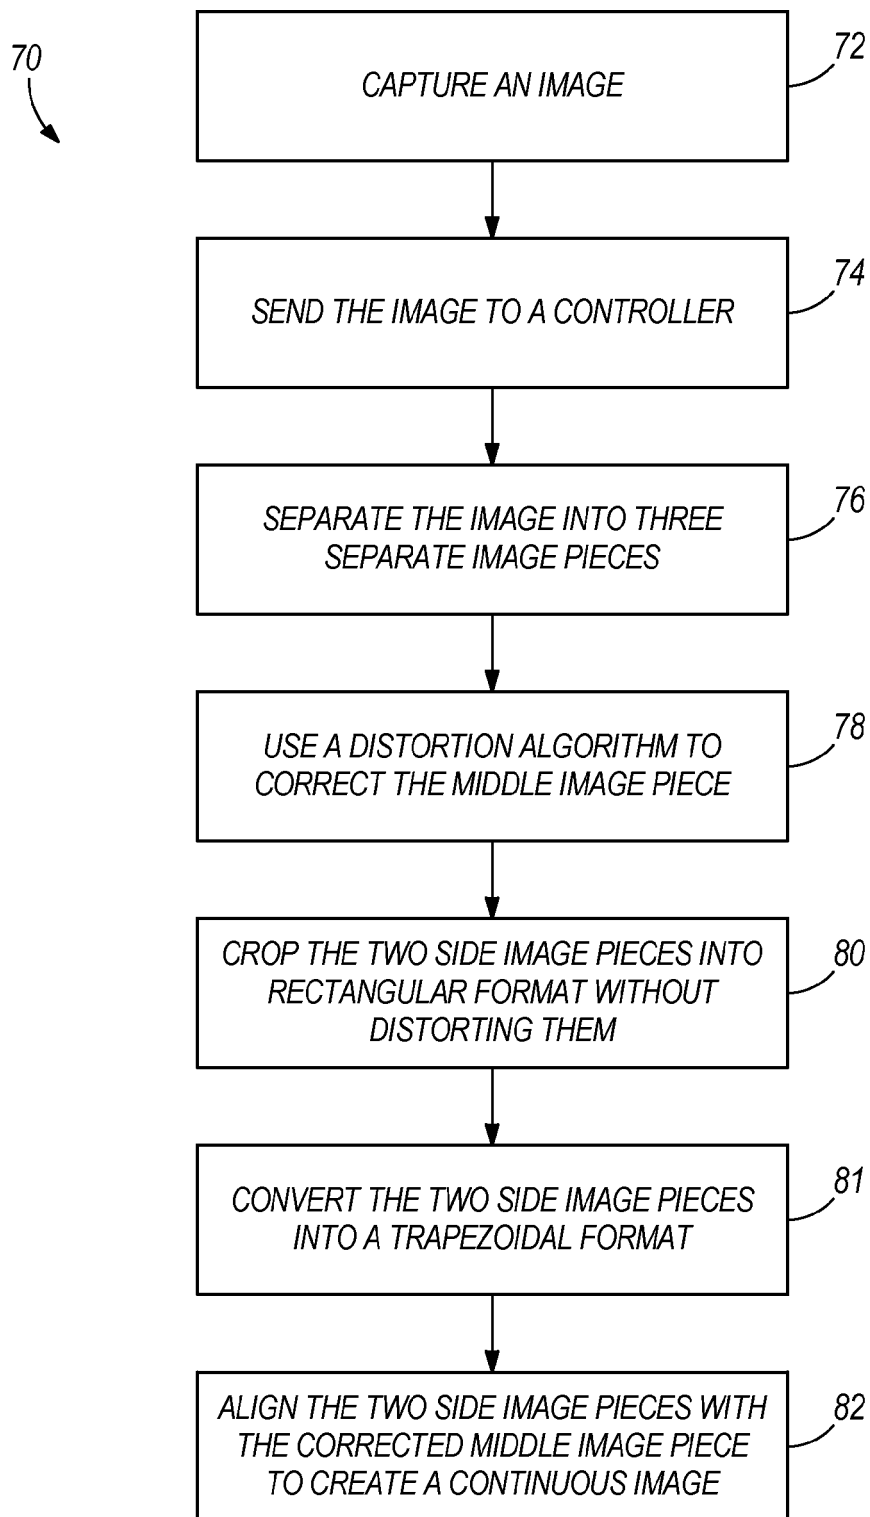 70
CAPTURE AN IMAGE
72
SEND THE IMAGE TO A CONTROLLER
74
SEPARATE THE IMAGE INTO THREE
SEPARATE IMAGE PIECES
76
USE A DISTORTION ALGORITHM TO
CORRECT THE MIDDLE IMAGE PIECE
78
CROP THE TWO SIDE IMAGE PIECES INTO
RECTANGULAR FORMAT WITHOUT
DISTORTING THEM
80
CONVERT THE TWO SIDE IMAGE PIECES
INTO A TRAPEZOIDAL FORMAT
81
ALIGN THE TWO SIDE IMAGE PIECES WITH
THE CORRECTED MIDDLE IMAGE PIECE
TO CREATE A CONTINUOUS IMAGE
82